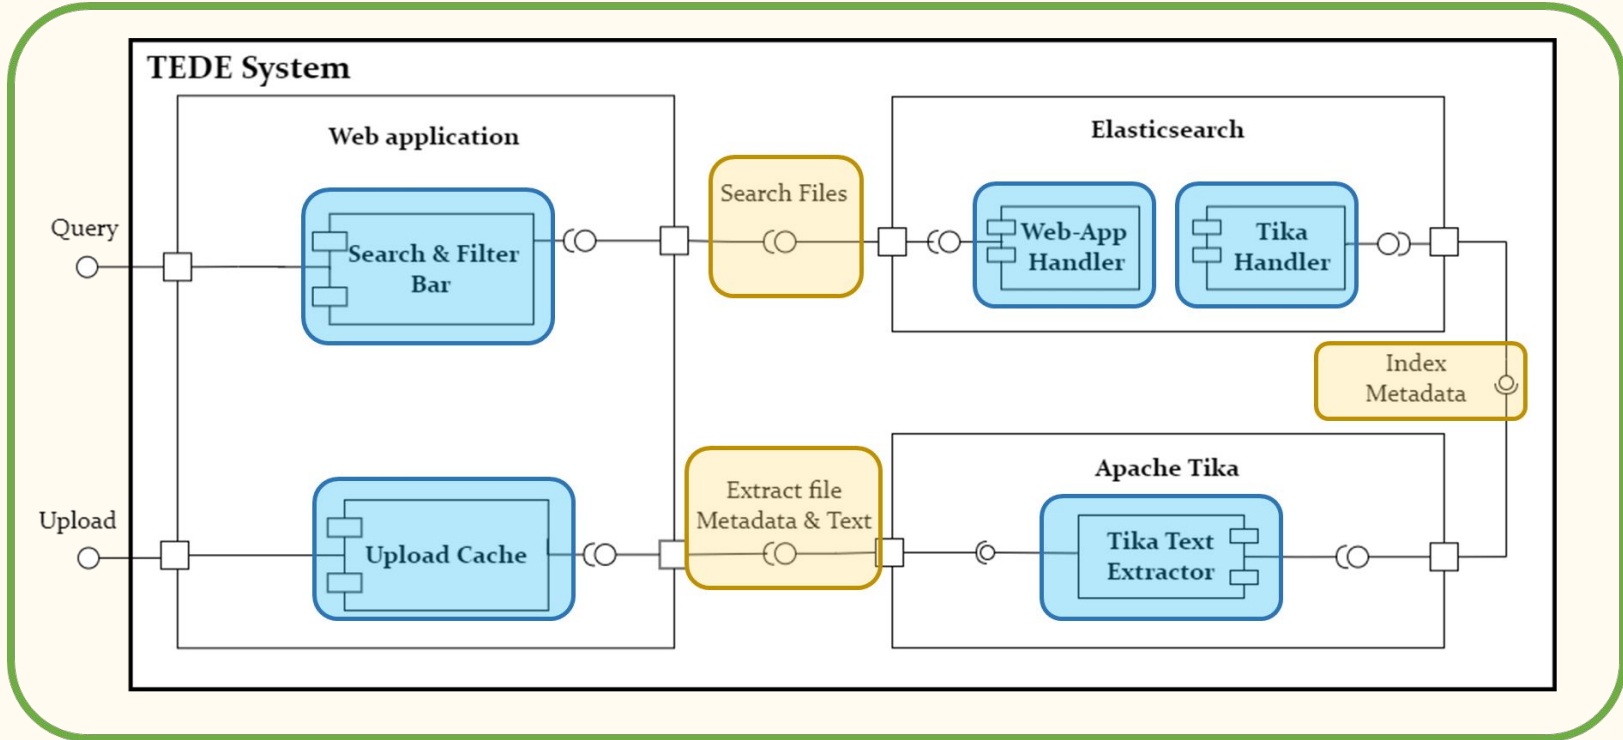 TEDE System
Web application
Elasticsearch
Query
Search & Filter
Bar
Search Files
Web-App
Handler
Tika
Handler
Index
Metadata
Upload
Upload Cache
Extract file
Metadata & Text
Apache Tika
Tika Text
Extractor